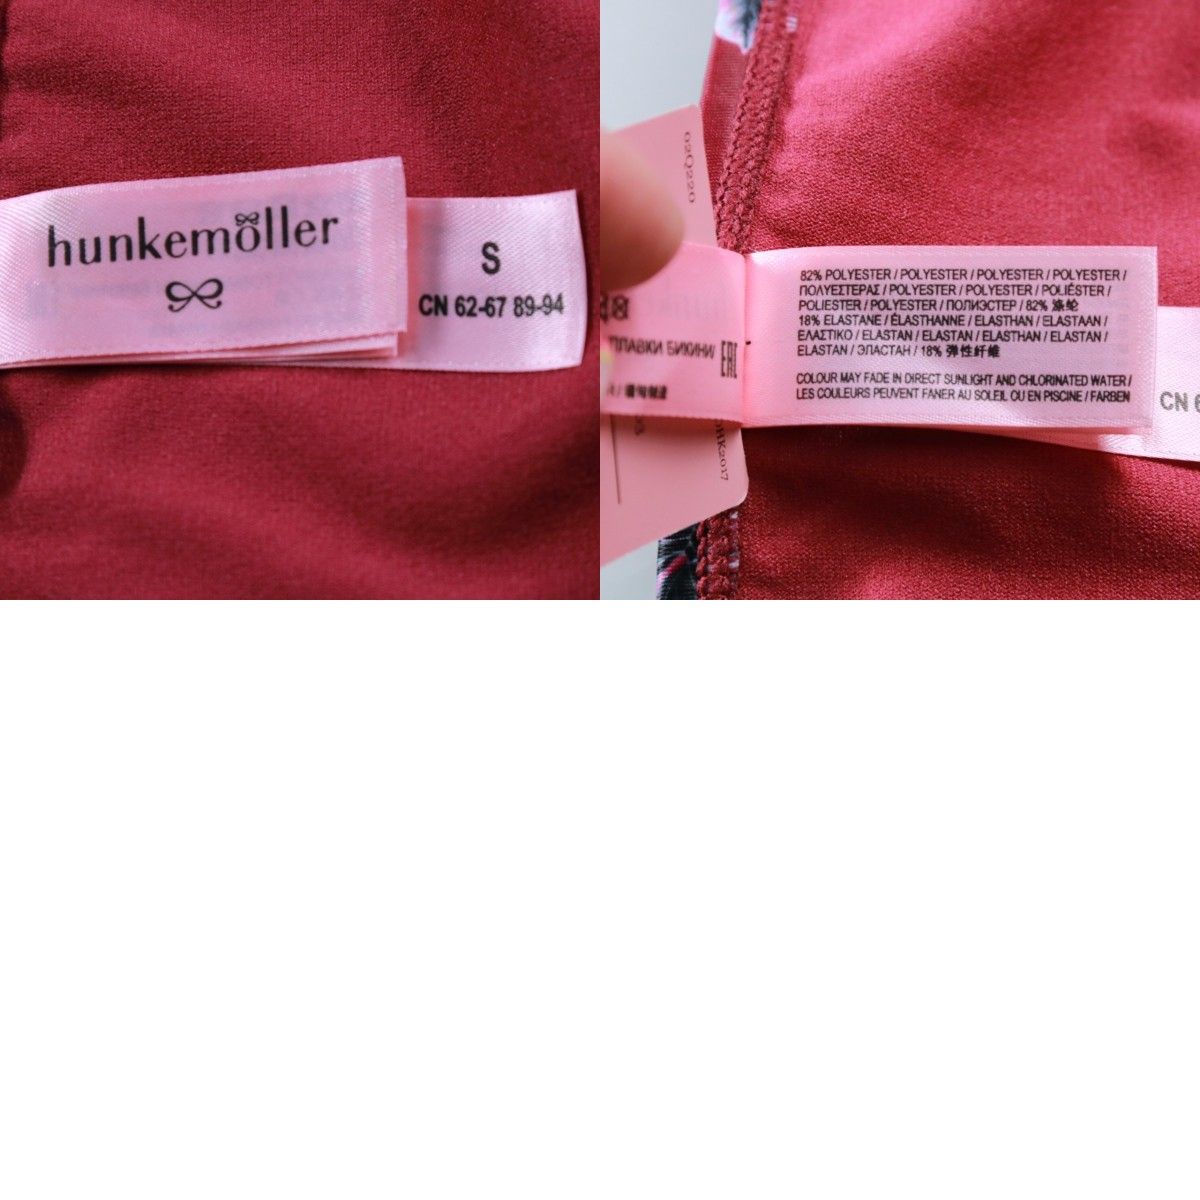 hunkemöller
S
CN 62-67 89-94
02Q220
82% POLYESTER / POLYESTER / POLYESTER / POLYESTER /
ΠΟΛΥΕΣΤΕΡΑΣ / POLYESTER / POLYESTER / POLIÉSTER /
POLIESTER / POLYESTER / ПОЛИЭСТЕР / 82% 涤纶
18% ELASTANE / ÉLASTHANNE / ELASTHAN / ELASTAAN /
ΕΛΑΣΤΙΚΟ / ELASTAN / ELASTAN / ELASTHAN / ELASTAN /
ELASTAN / ЭЛАСТАН / 18% 弹性纤维
COLOUR MAY FADE IN DIRECT SUNLIGHT AND CHLORINATED WATER /
LES COULEURS PEUVENT FANER AU SOLEIL OU EN PISCINE / FARBEN
ПЛАВКИ БИКИНИ
EAC
CN 6